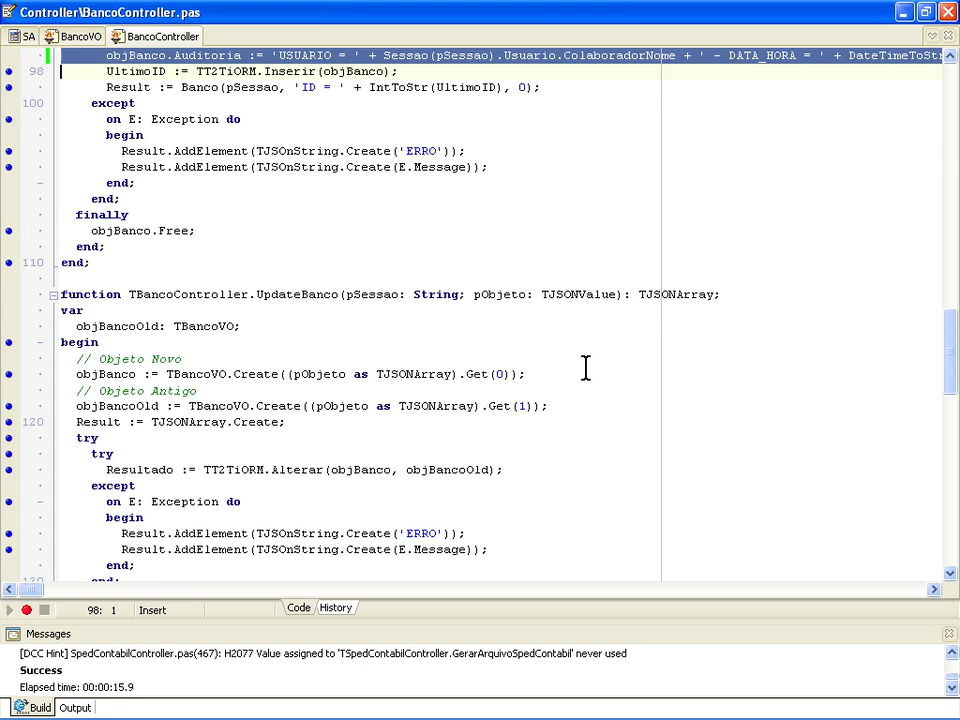 Controller\BancoController.pas
SA BancoVO BancoController
objBanco.Auditoria := 'USUARIO = ' + Sessao(pSessao).Usuario.ColaboradorNome + ' - DATA_HORA = ' + DateTimeToStr
98 UltimoID := TT2TiORM.Inserir(objBanco);
Result := Banco(pSessao, 'ID = ' + IntToStr(UltimoID), 0);
100 except
on E: Exception do
begin
Result.AddElement(TJSOnString.Create('ERRO'));
Result.AddElement(TJSOnString.Create(E.Message));
end;
end;
finally
objBanco.Free;
end;
110 end;
function TBancoController.UpdateBanco(pSessao: String; pObjeto: TJSONValue): TJSONArray;
var
objBancoOld: TBancoVO;
begin
// Objeto Novo
objBanco := TBancoVO.Create((pObjeto as TJSONArray).Get(0));
// Objeto Antigo
objBancoOld := TBancoVO.Create((pObjeto as TJSONArray).Get(1));
120 Result := TJSONArray.Create;
try
try
Resultado := TT2TiORM.Alterar(objBanco, objBancoOld);
except
on E: Exception do
begin
Result.AddElement(TJSOnString.Create('ERRO'));
Result.AddElement(TJSOnString.Create(E.Message));
end;
130 end;
98: 1 Insert Code History
Messages
[DCC Hint] SpedContabilController.pas(467): H2077 Value assigned to 'TSpedContabilController.GerarArquivoSpedContabil' never used
Success
Elapsed time: 00:00:15.9
Build Output